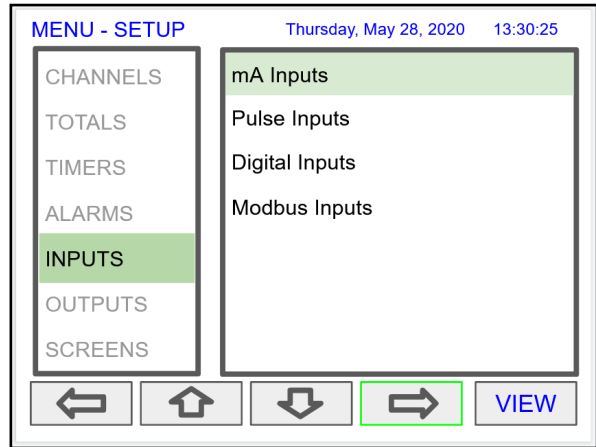 MENU - SETUP Thursday, May 28, 2020 13:30:25
CHANNELS
TOTALS
TIMERS
ALARMS
INPUTS
OUTPUTS
SCREENS
mA Inputs
Pulse Inputs
Digital Inputs
Modbus Inputs
VIEW